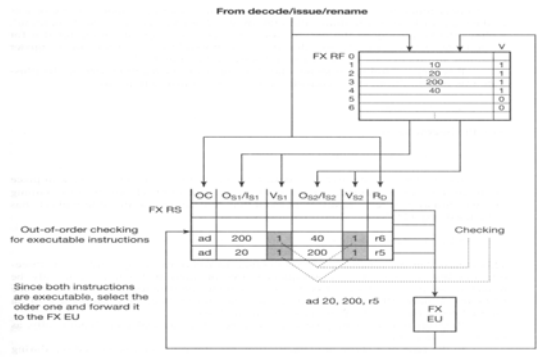 From decode/issue/rename
V
FX RF 0
1 10 1
2 20 1
3 200 1
4 40 1
5 0
6 0
OC OS1/IS1 VS1 OS2/IS2 VS2 RD
FX RS
Out-of-order checking
for executable instructions
Checking
ad 200 1 40 1 r6
ad 20 1 200 1 r5
Since both instructions
are executable, select the
older one and forward it
to the FX EU
ad 20, 200, r5
FX
EU